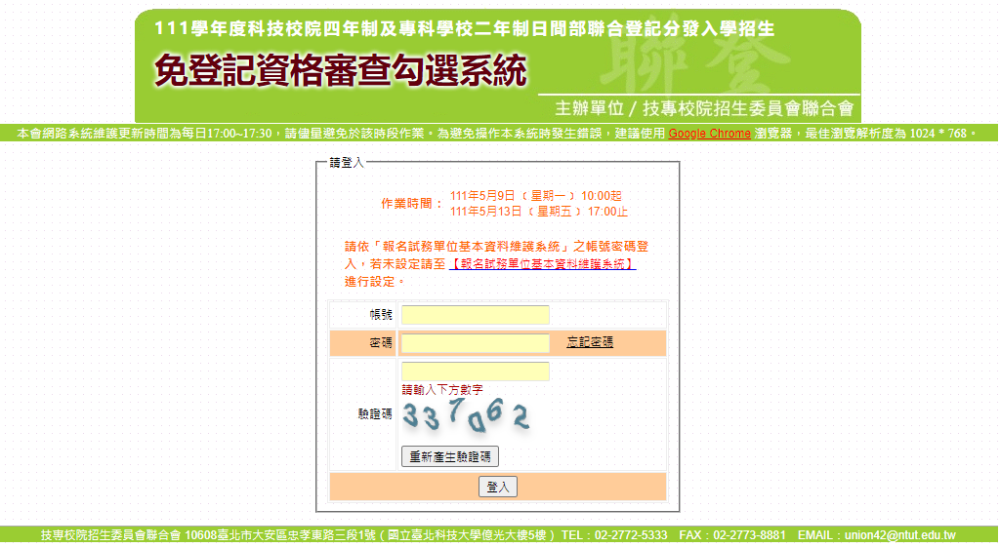 111學年度科技校院四年制及專科學校二年制日間部聯合登記分發入學招生
聯登
免登記資格審查勾選系統
主辦單位 / 技專校院招生委員會聯合會
本會網路系統維護更新時間為每日17:00~17:30，請儘量避免於該時段作業。為避免操作本系統時發生錯誤，建議使用 Google Chrome 瀏覽器，最佳瀏覽解析度為 1024 * 768。
請登入
作業時間：
111年5月9日﹝星期一﹞10:00起
111年5月13日﹝星期五﹞17:00止
請依「報名試務單位基本資料維護系統」之帳號密碼登
入，若未設定請至【報名試務單位基本資料維護系統】
進行設定。
帳號
密碼 忘記密碼
驗證碼
請輸入下方數字
337062
重新產生驗證碼
登入
技專校院招生委員會聯合會 10608臺北市大安區忠孝東路三段1號（國立臺北科技大學億光大樓5樓） TEL：02-2772-5333 FAX：02-2773-8881 EMAIL：union42@ntut.edu.tw